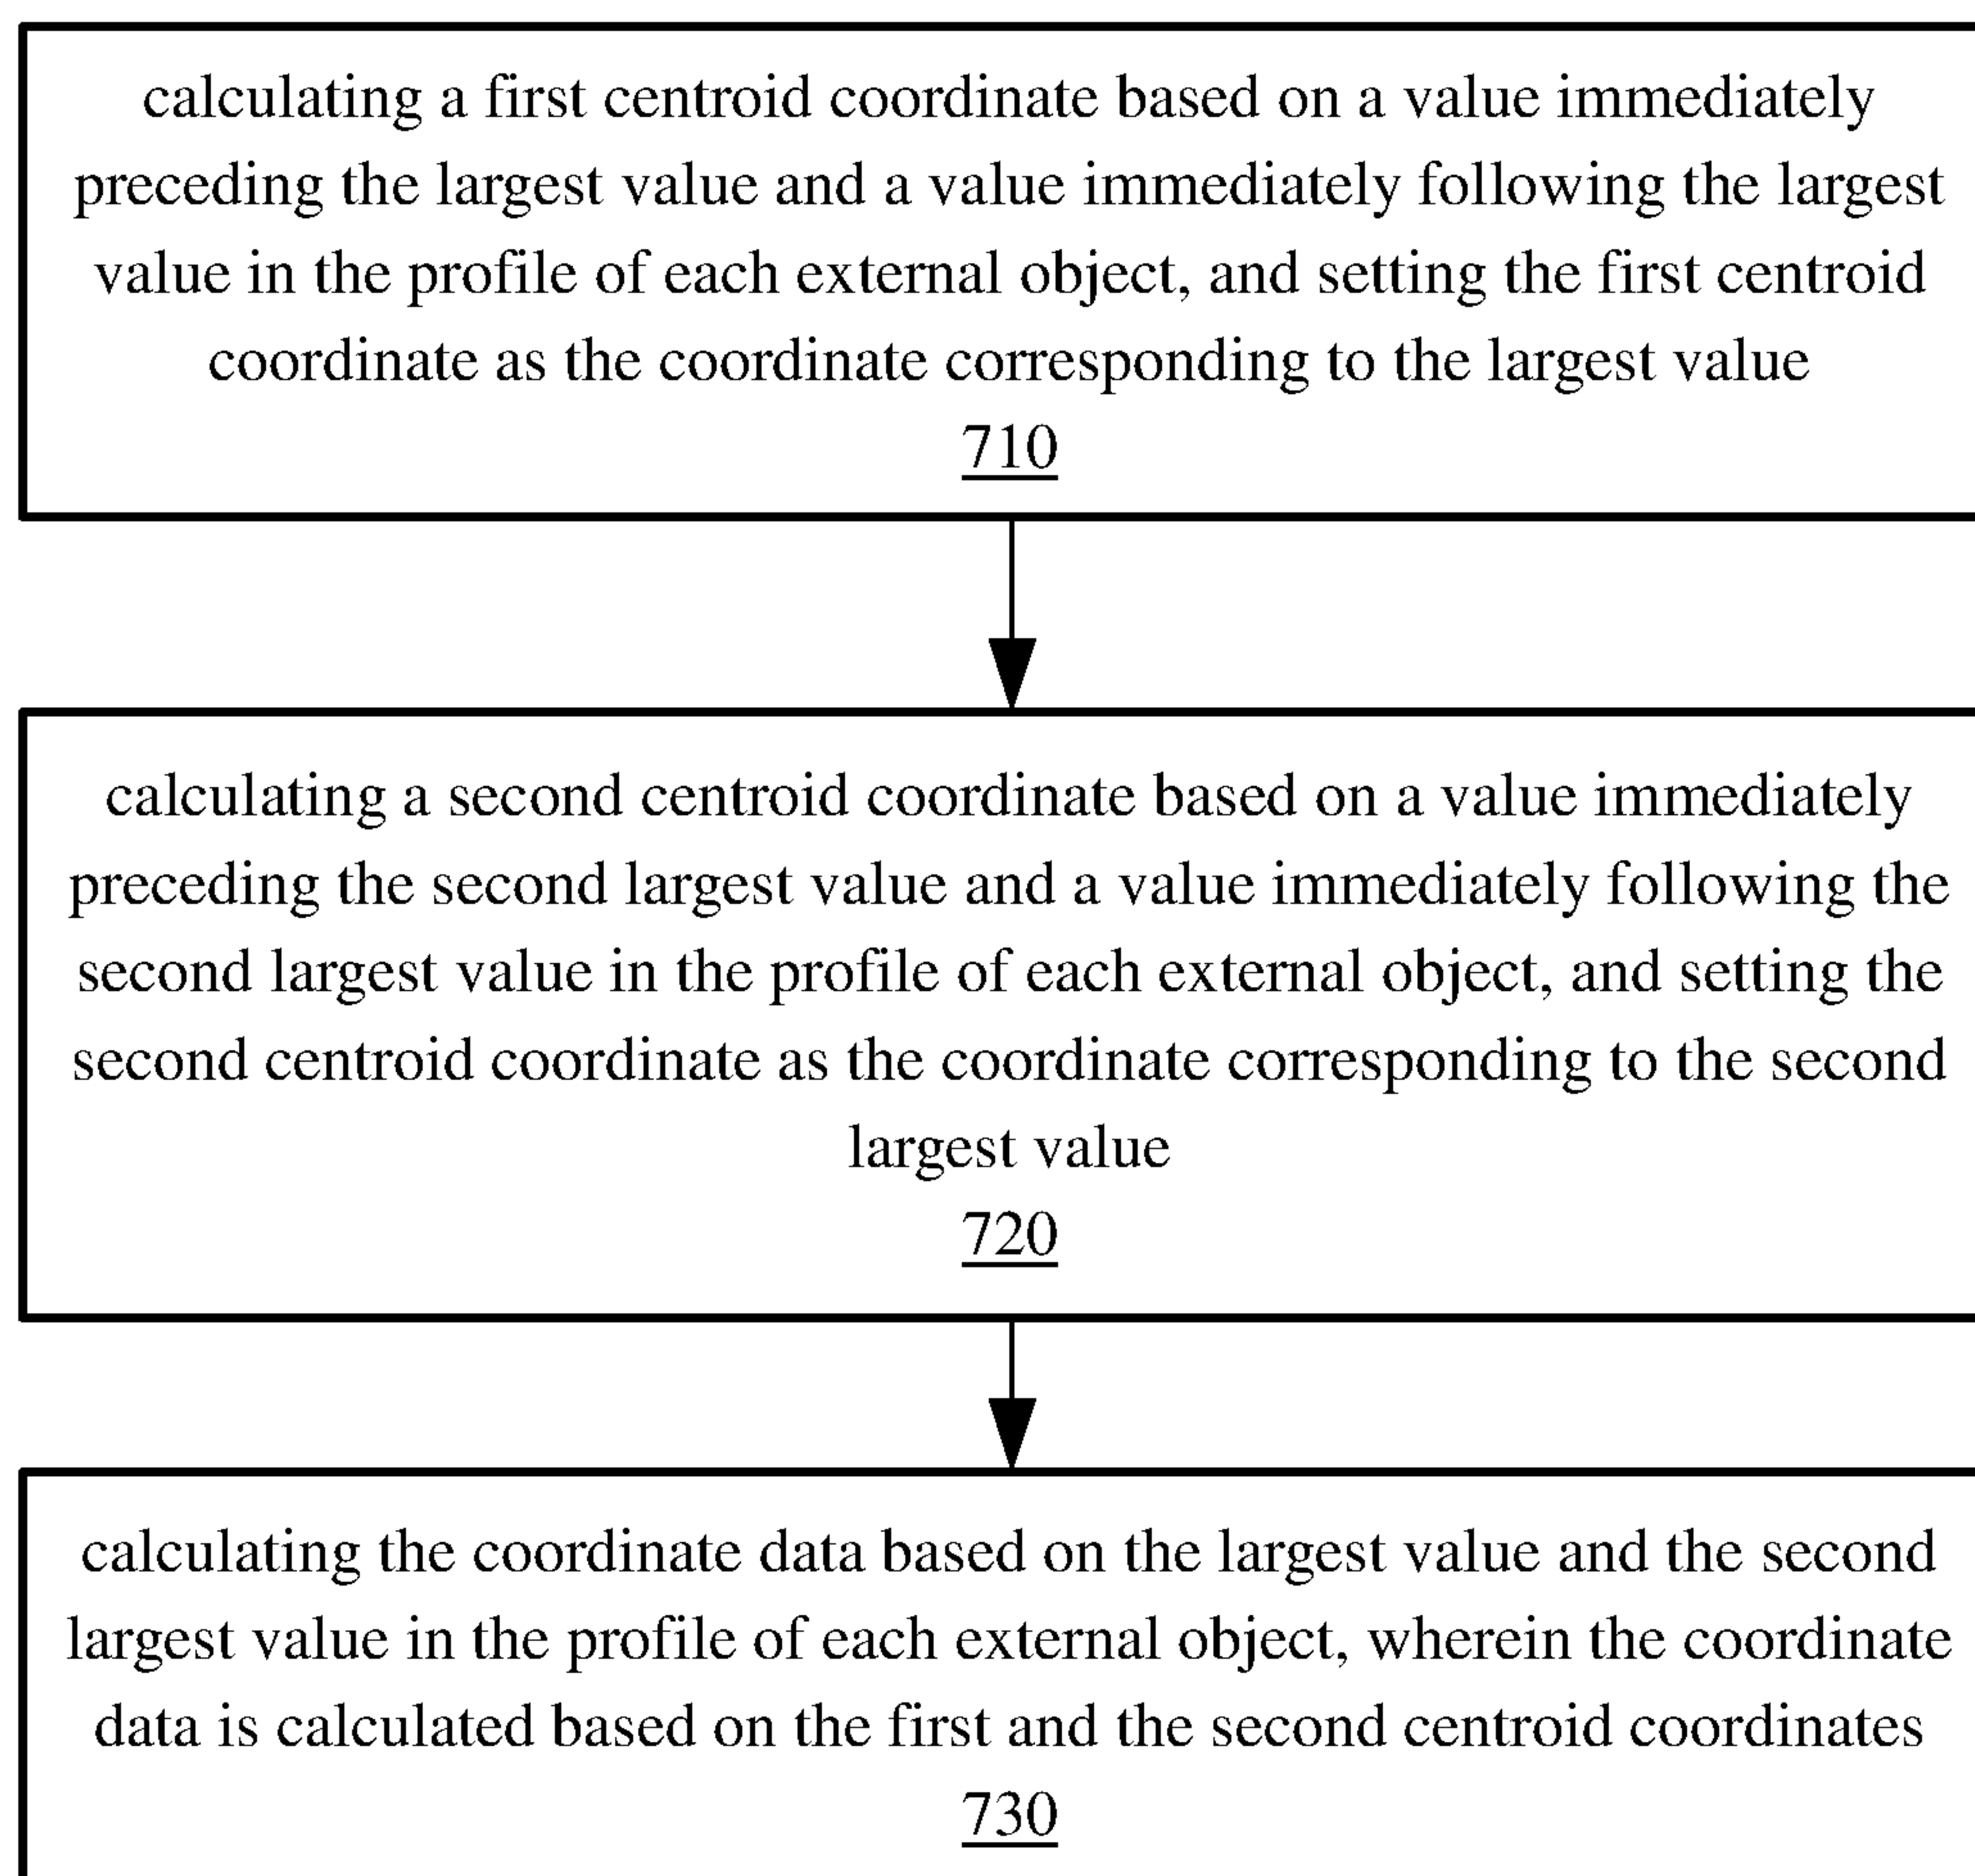 calculating a first centroid coordinate based on a value immediately
preceding the largest value and a value immediately following the largest
value in the profile of each external object, and setting the first centroid
coordinate as the coordinate corresponding to the largest value
710
calculating a second centroid coordinate based on a value immediately
preceding the second largest value and a value immediately following the
second largest value in the profile of each external object, and setting the
second centroid coordinate as the coordinate corresponding to the second
largest value
720
calculating the coordinate data based on the largest value and the second
largest value in the profile of each external object, wherein the coordinate
data is calculated based on the first and the second centroid coordinates
730